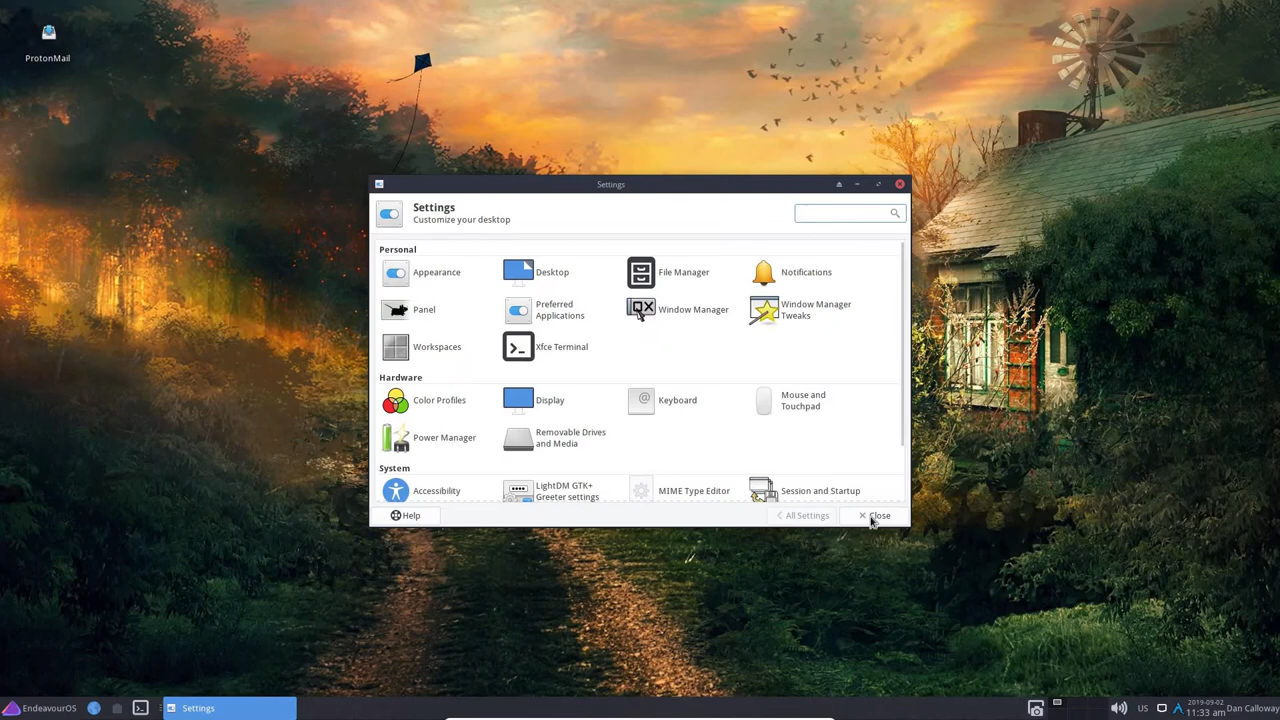 ProtonMail
Settings
Settings
Customize your desktop
Personal
Appearance
Desktop
File Manager
Notifications
Panel
Preferred
Applications
Window Manager
Window Manager
Tweaks
Workspaces
Xfce Terminal
Hardware
Color Profiles
Display
Keyboard
Mouse and
Touchpad
Power Manager
Removable Drives
and Media
System
Accessibility
LightDM GTK+
Greeter settings
MIME Type Editor
Session and Startup
Help
All Settings
Close
EndeavourOS
Settings
US
2019-09-02
11:33 am
Dan Calloway